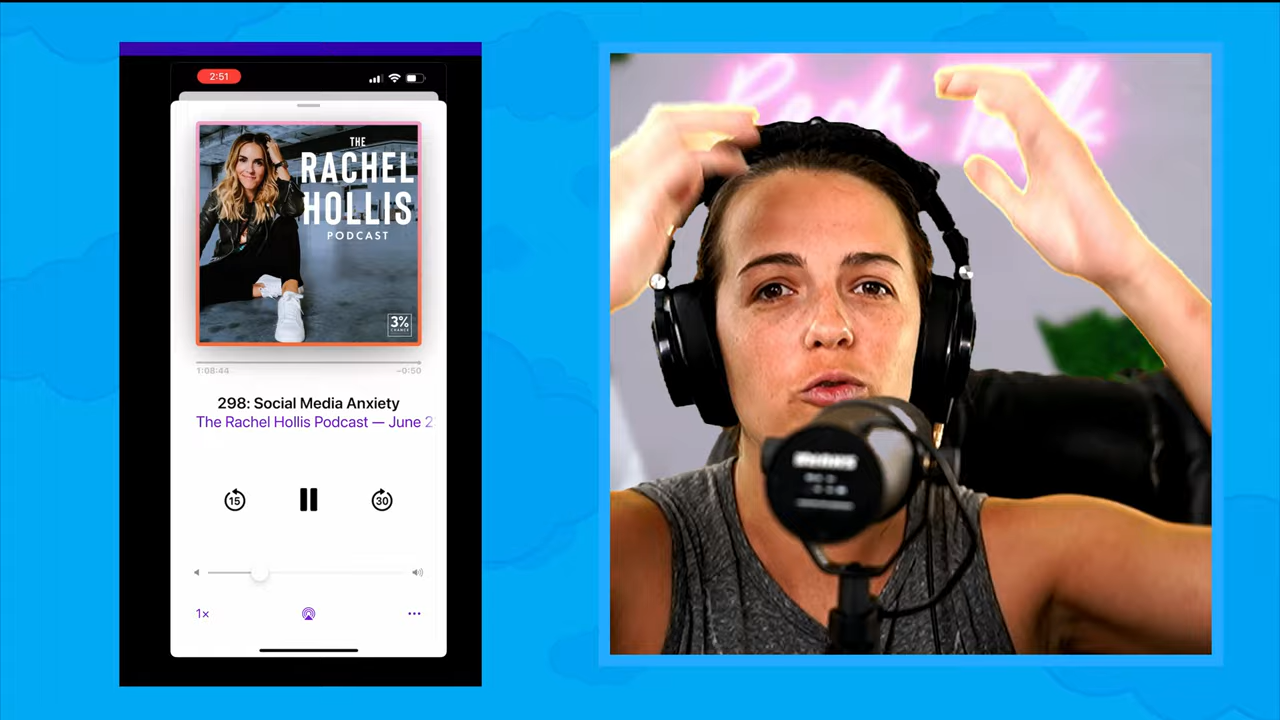 2:51
THE
RACHEL
HOLLIS
PODCAST
3%
CHANCE
1:08:44
-0:50
298: Social Media Anxiety
The Rachel Hollis Podcast — June 2
15
30
1×